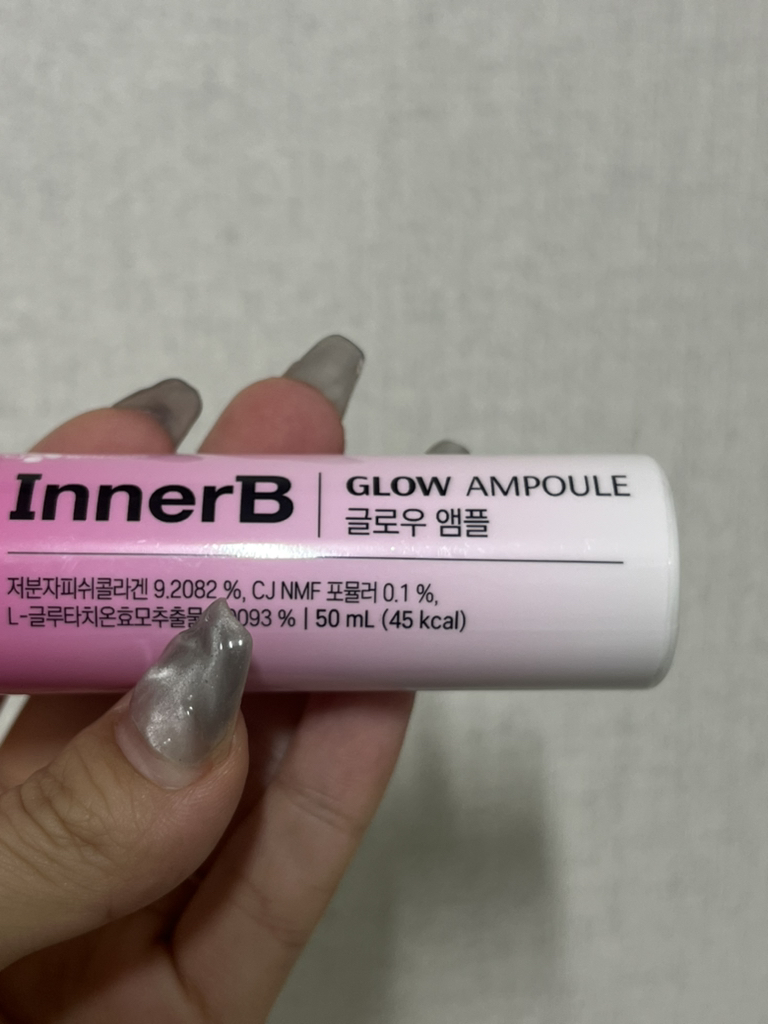 InnerB
GLOW AMPOULE
글로우 앰플
저분자피쉬콜라겐 9.2082 %, CJ NMF 포뮬러 0.1 %,
L-글루타치온효모추출물 % | 50 mL (45 kcal)